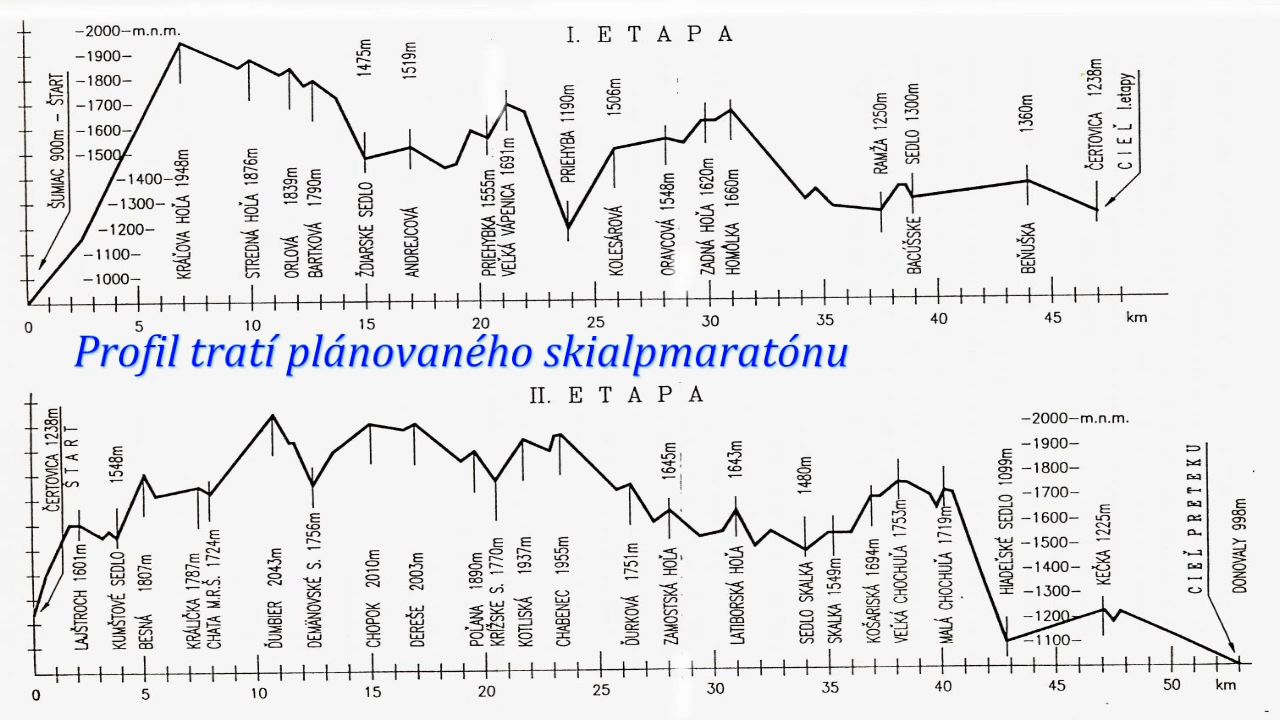 I. ETAPA
-2000-m.n.m.
-1900-
-1800-
-1700-
-1600-
-1500-
-1400-
-1300-
-1200-
-1100-
-1000-
ŠUMIAC 900m - ŠTART
KRÁĽOVA HOĽA 1948m
STREDNÁ HOĽA 1876m
ORLOVÁ 1839m
BARTKOVÁ 1790m
ŽDIARSKE SEDLO 1475m
ANDREJCOVÁ 1519m
PRIEHYBKA 1555m
VEĽKÁ VÁPENICA 1691m
PRIEHYBA 1190m
KOLESÁROVÁ 1506m
ORAVCOVÁ 1548m
ZADNÁ HOĽA 1620m
HOMÔLKA 1660m
RAMŽA 1250m
BACÚŠSKE SEDLO 1300m
BEŇUŠKA 1360m
ČERTOVICA 1238m
CIEĽ I.etapy
0 5 10 15 20 25 30 35 40 45 km
Profil tratí plánovaného skialpmaratónu
II. ETAPA
-2000-m.n.m.
-1900-
-1800-
-1700-
-1600-
-1500-
-1400-
-1300-
-1200-
-1100-
ČERTOVICA 1238m
ŠTART
LAJŠTROCH 1601m
KUMŠTOVÉ SEDLO 1548m
BESNÁ 1807m
KRÁLIČKA 1787m
CHATA M.R.Š. 1724m
ĎUMBIER 2043m
DEMÄNOVSKÉ S. 1756m
CHOPOK 2010m
DEREŠE 2003m
POĽANA 1890m
KRÍŽSKE S. 1770m
KOTLISKÁ 1937m
CHABENEC 1955m
ĎURKOVÁ 1751m
ZÁMOSTSKÁ HOĽA 1645m
LATIBORSKÁ HOĽA 1643m
SEDLO SKALKA 1480m
SKALKA 1549m
KOŠARISKÁ 1694m
VEĽKÁ CHOCHUĽA 1753m
MALÁ CHOCHUĽA 1719m
HIADEĽSKÉ SEDLO 1099m
KEČKA 1225m
CIEĽ PRETEKU
DONOVALY 998m
0 5 10 15 20 25 30 35 40 45 50 km